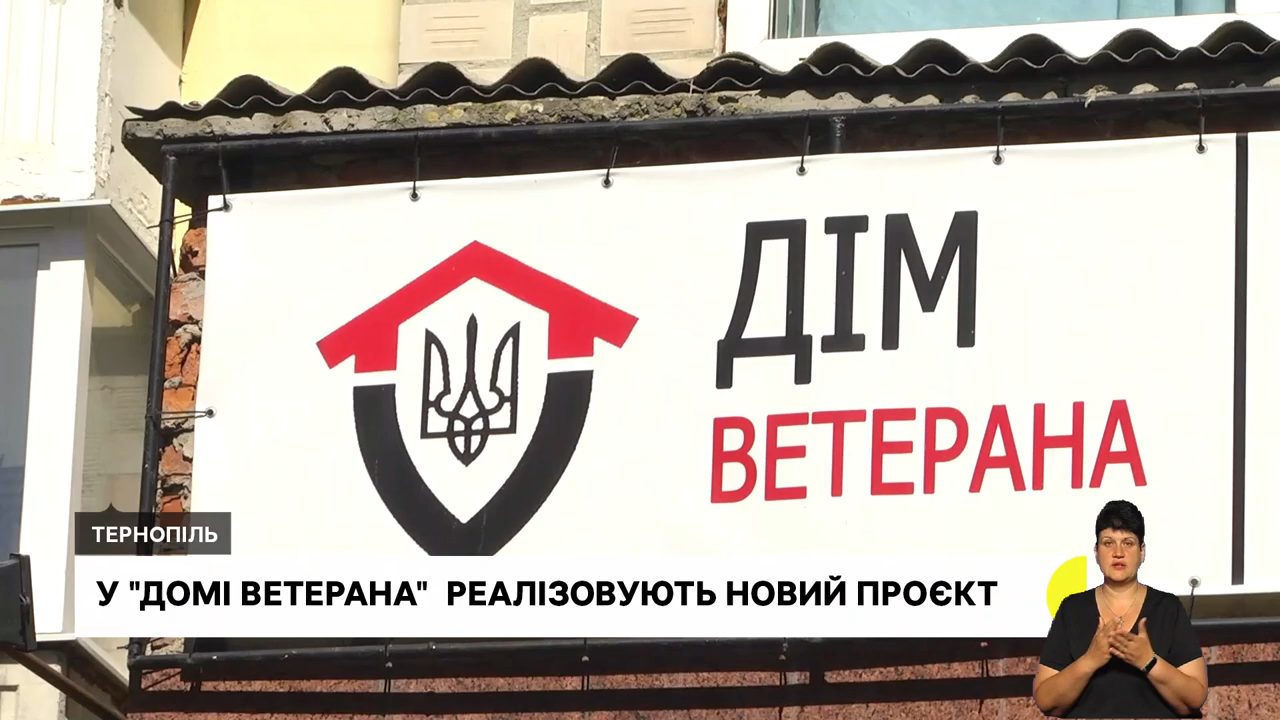 ДІМ
ВЕТЕРАНА
ТЕРНОПІЛЬ
У "ДОМІ ВЕТЕРАНА" РЕАЛІЗОВУЮТЬ НОВИЙ ПРОЄКТ